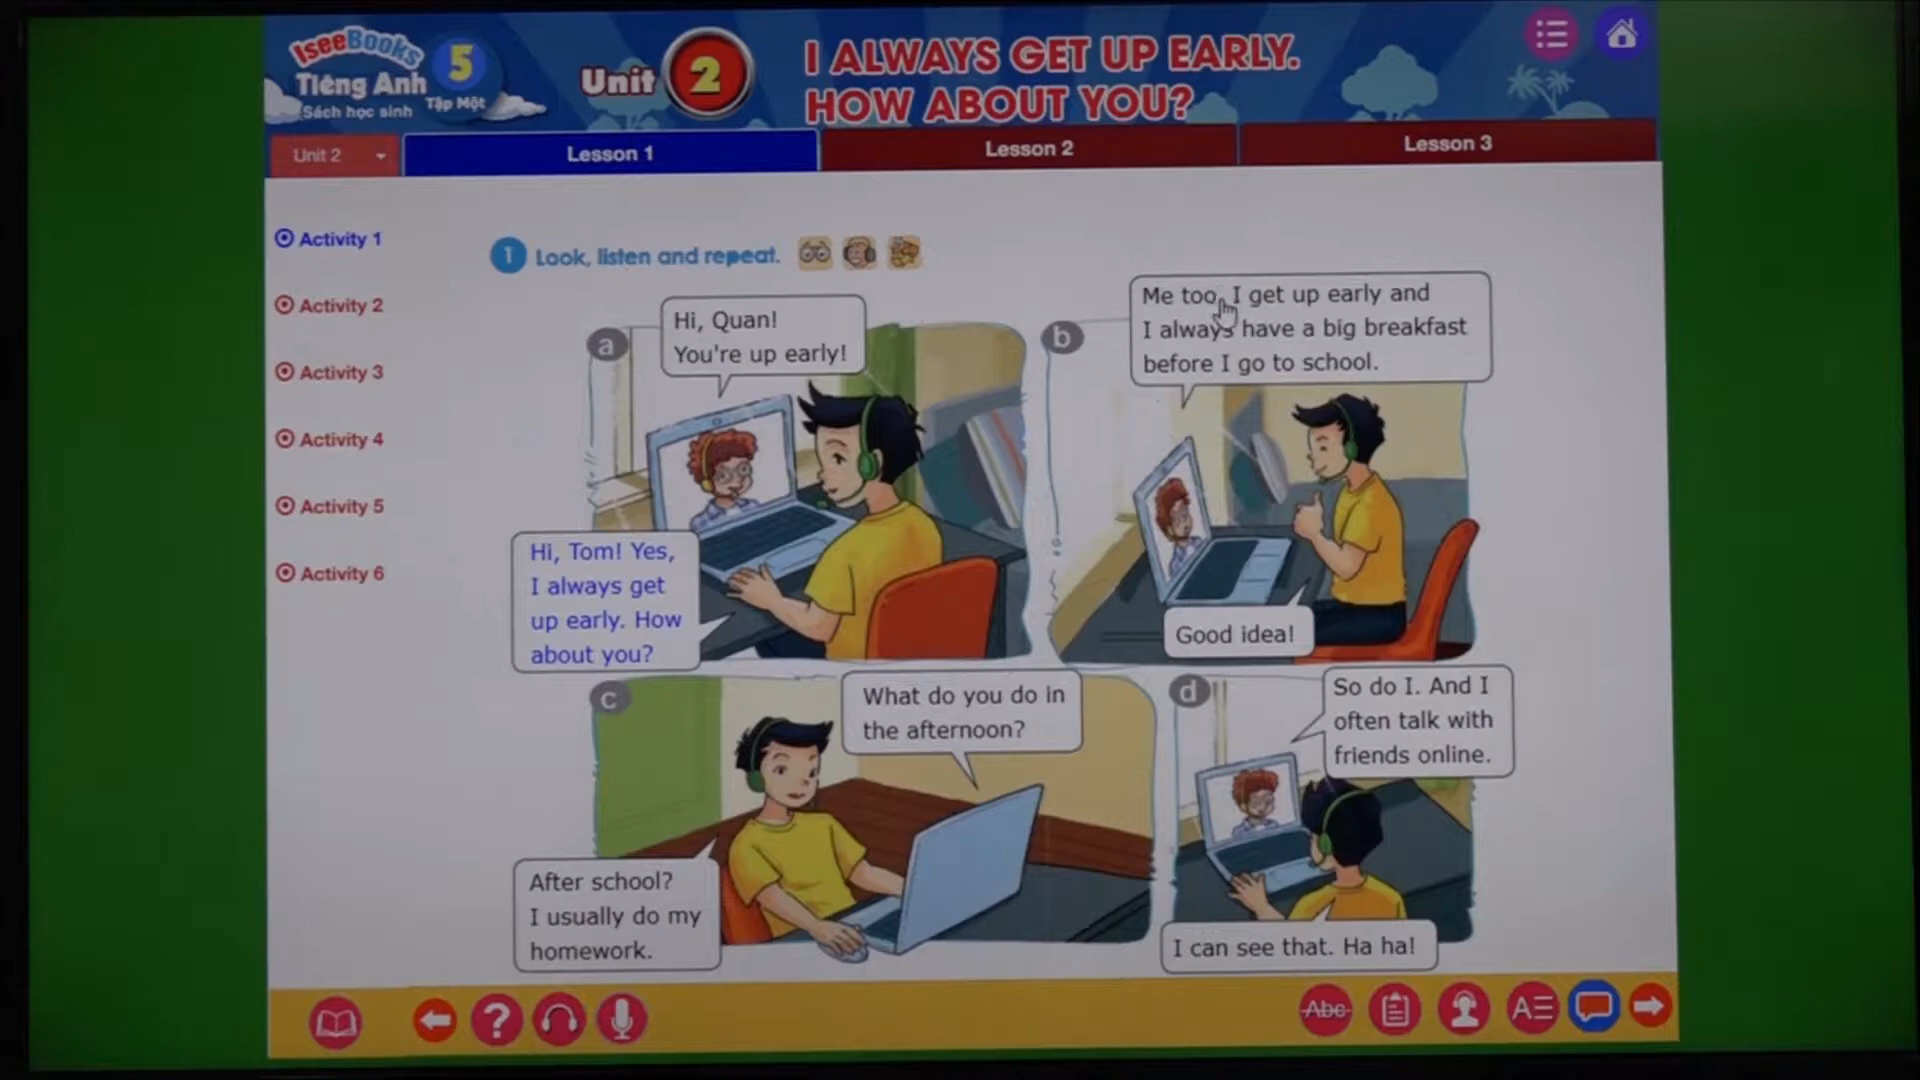 IseeBooks
Tiếng Anh 5
Sách học sinh Tập Một
Unit 2
I ALWAYS GET UP EARLY.
HOW ABOUT YOU?
Unit 2
Lesson 1
Lesson 2
Lesson 3
Activity 1
Activity 2
Activity 3
Activity 4
Activity 5
Activity 6
1 Look, listen and repeat.
a
Hi, Quan!
You're up early!
Hi, Tom! Yes,
I always get
up early. How
about you?
b
Me too, I get up early and
I always have a big breakfast
before I go to school.
Good idea!
c
What do you do in
the afternoon?
After school?
I usually do my
homework.
d
So do I. And I
often talk with
friends online.
I can see that. Ha ha!
?
Abc
A